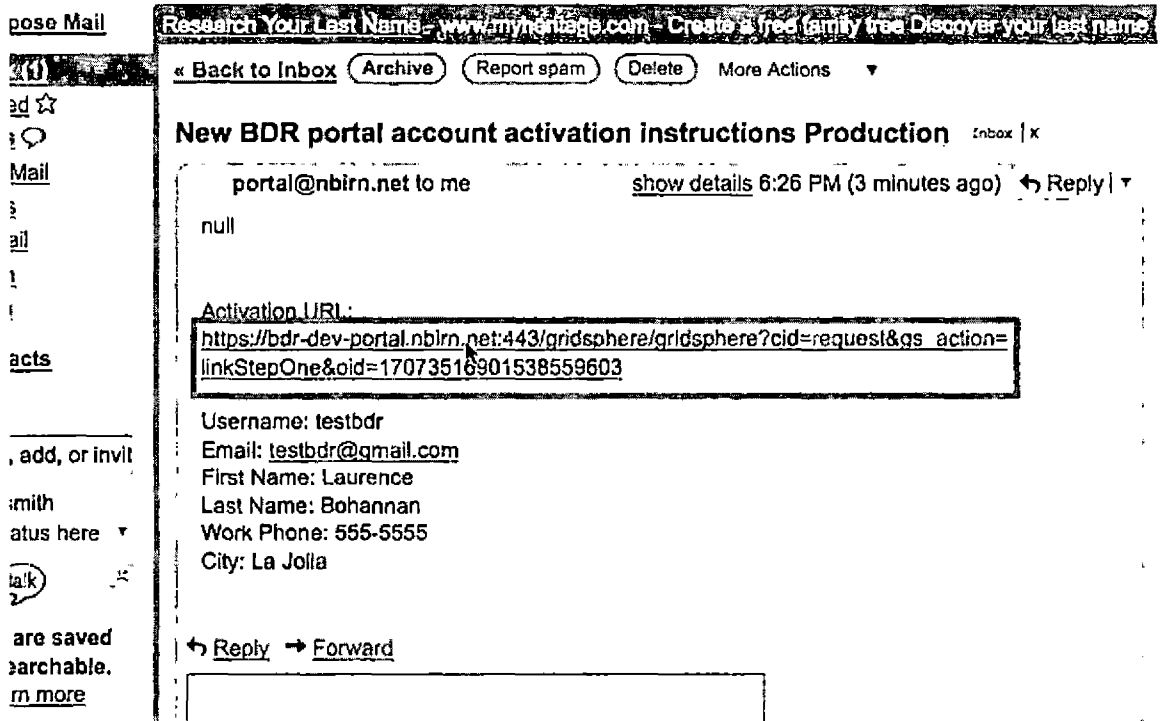 pose Mail
Research Your Last Name - www.myheritage.com - Create a free family tree Discover your last name
« Back to Inbox Archive Report spam Delete More Actions
ed
New BDR portal account activation instructions Production Inbox | X
Mail
portal@nbirn.net to me show details 6:26 PM (3 minutes ago) Reply
s
null
ail
Activation URL:
https://bdr-dev-portal.nbirn.net:443/gridsphere/gridsphere?cid=request&gs_action=
acts
linkStepOne&oid=17073516901538559603
Username: testbdr
, add, or invit
Email: testbdr@gmail.com
First Name: Laurence
smith
Last Name: Bohannan
atus here
Work Phone: 555-5555
City: La Jolla
talk
are saved
Reply Forward
earchable.
rn more